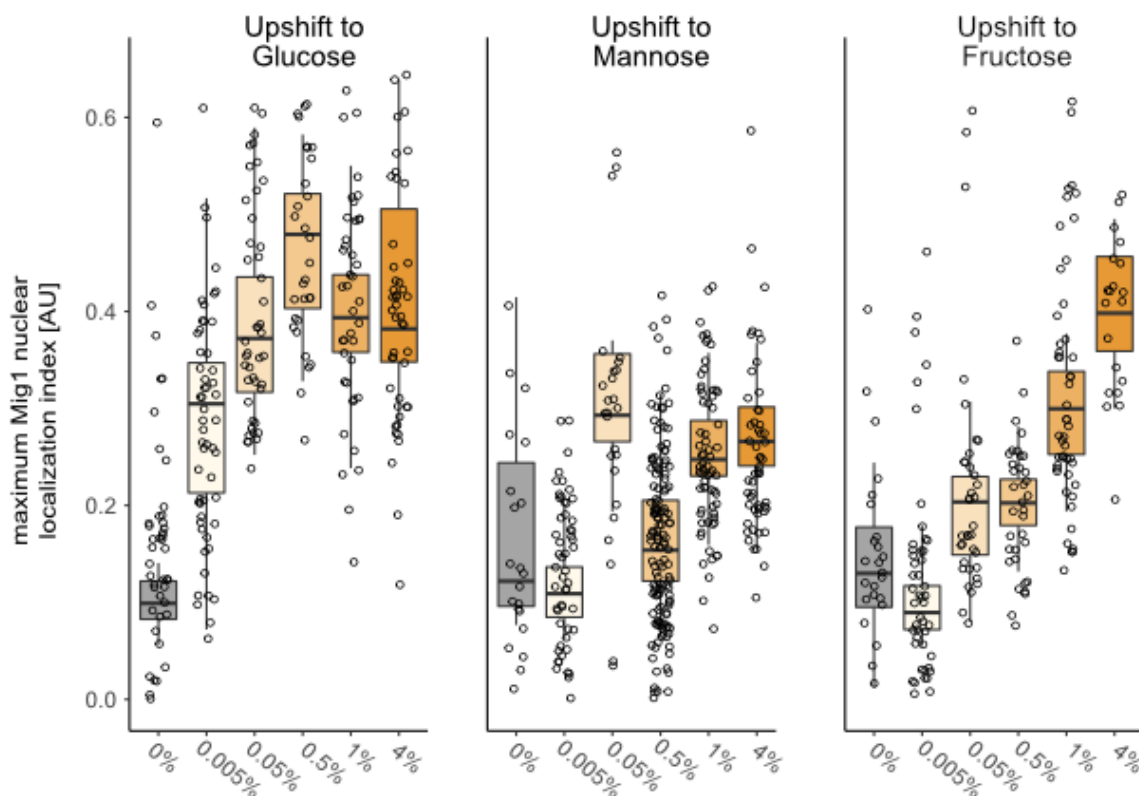 Upshift to
Glucose
Upshift to
Mannose
Upshift to
Fructose
maximum Mig1 nuclear
localization index [AU]
0.6
0.4
0.2
0.0
0%
0.005%
0.05%
0.5%
1%
4%
0%
0.005%
0.05%
0.5%
1%
4%
0%
0.005%
0.05%
0.5%
1%
4%